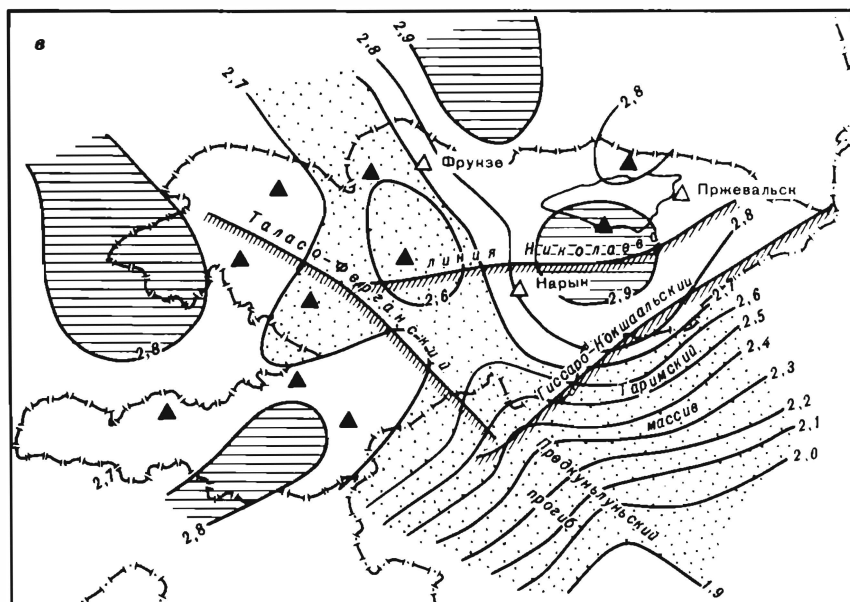 в
2,7
2,8
2,9
2,8
Фрунзе
Пржевальск
Таласо-Ферганский
линия Николаева
2,8
2,6
Нарын
2,9
2,8
Гиссаро-Кокшаальский
2,7
2,6
2,5
Таримский
2,4
массив
2,3
2,2
2,1
2,0
Предкуньлуньский
прогиб
2,7
2,8
1,9